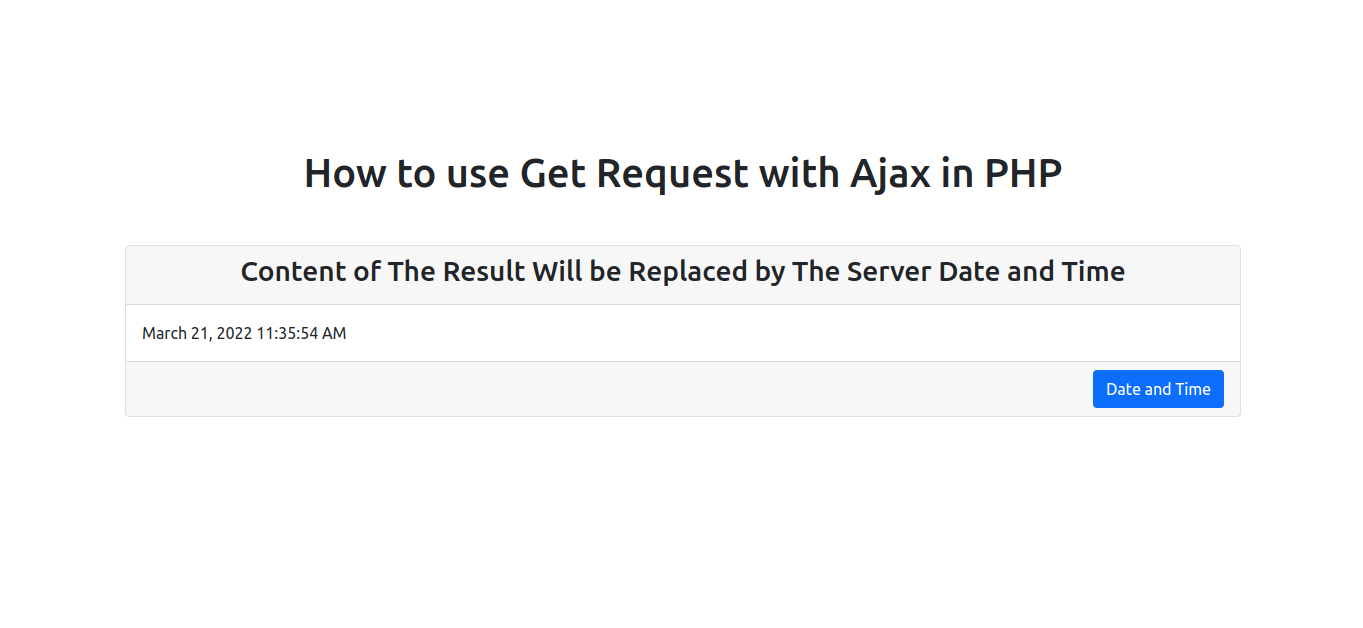 How to use Get Request with Ajax in PHP
Content of The Result Will be Replaced by The Server Date and Time
March 21, 2022 11:35:54 AM
Date and Time